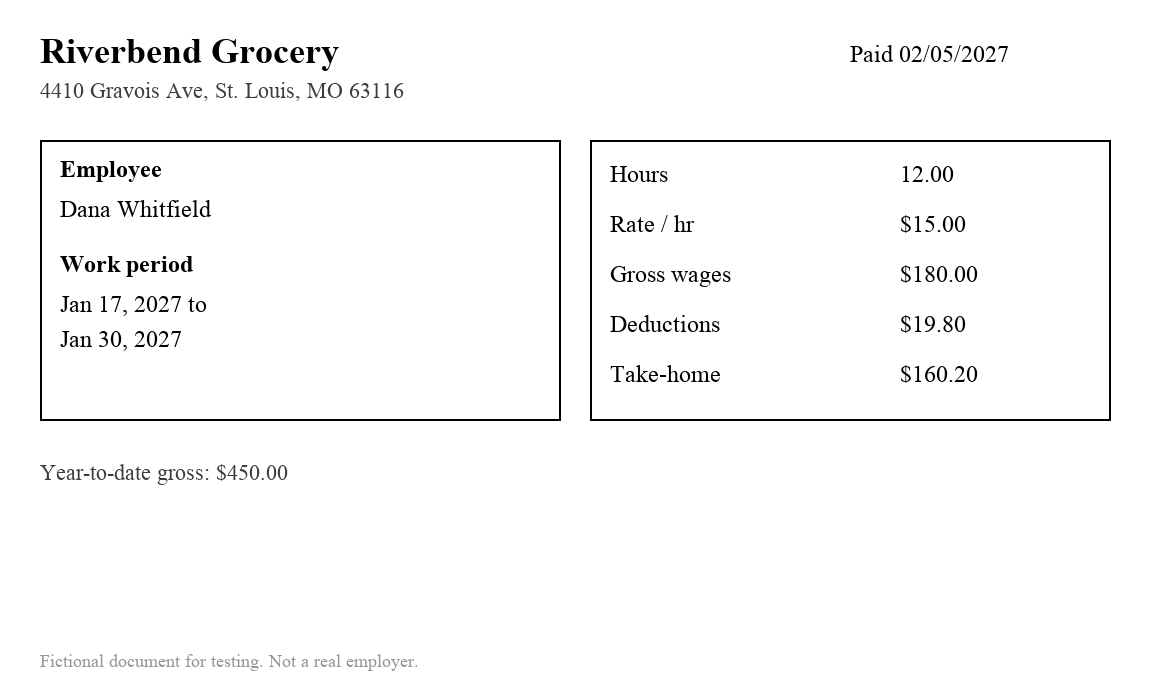 Riverbend Grocery
Paid 02/05/2027
4410 Gravois Ave, St. Louis, MO 63116
Employee
Dana Whitfield
Work period
Jan 17, 2027 to
Jan 30, 2027
Hours 12.00
Rate / hr $15.00
Gross wages $180.00
Deductions $19.80
Take-home $160.20
Year-to-date gross: $450.00
Fictional document for testing. Not a real employer.